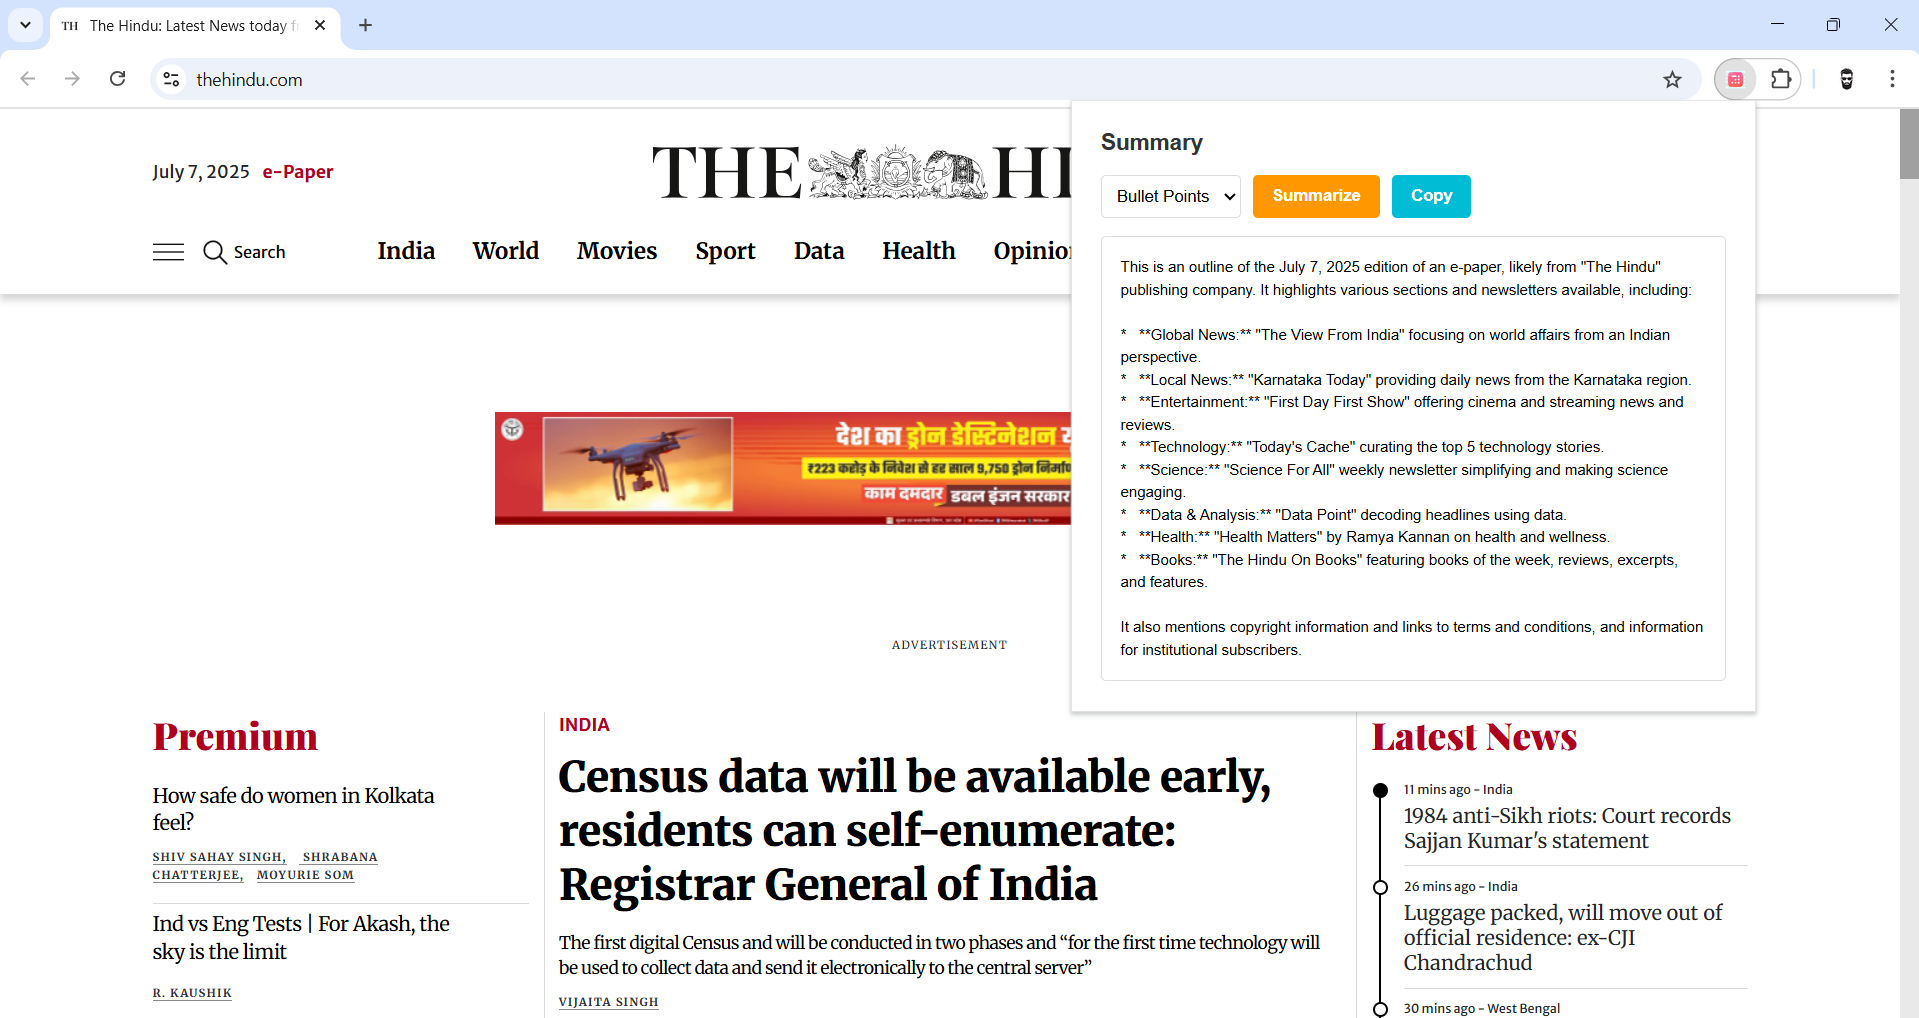 TH The Hindu: Latest News today f
thehindu.com
July 7, 2025 e-Paper
THE HI
Search
India World Movies Sport Data Health Opinio
Summary
Bullet Points Summarize Copy
This is an outline of the July 7, 2025 edition of an e-paper, likely from "The Hindu"
publishing company. It highlights various sections and newsletters available, including:
* **Global News:** "The View From India" focusing on world affairs from an Indian
perspective.
* **Local News:** "Karnataka Today" providing daily news from the Karnataka region.
* **Entertainment:** "First Day First Show" offering cinema and streaming news and
reviews.
* **Technology:** "Today's Cache" curating the top 5 technology stories.
* **Science:** "Science For All" weekly newsletter simplifying and making science
engaging.
* **Data & Analysis:** "Data Point" decoding headlines using data.
* **Health:** "Health Matters" by Ramya Kannan on health and wellness.
* **Books:** "The Hindu On Books" featuring books of the week, reviews, excerpts,
and features.
It also mentions copyright information and links to terms and conditions, and information
for institutional subscribers.
देश का ड्रोन डेस्टिनेशन
₹223 करोड़ के निवेश से हर साल 9,750 ड्रोन निर्माण
काम दमदार डबल इंजन सरकार
ADVERTISEMENT
Premium
How safe do women in Kolkata
feel?
SHIV SAHAY SINGH, SHRABANA
CHATTERJEE, MOYURIE SOM
Ind vs Eng Tests | For Akash, the
sky is the limit
R. KAUSHIK
INDIA
Census data will be available early,
residents can self-enumerate:
Registrar General of India
The first digital Census and will be conducted in two phases and “for the first time technology will
be used to collect data and send it electronically to the central server”
VIJAITA SINGH
Latest News
11 mins ago - India
1984 anti-Sikh riots: Court records
Sajjan Kumar's statement
26 mins ago - India
Luggage packed, will move out of
official residence: ex-CJI
Chandrachud
30 mins ago - West Bengal